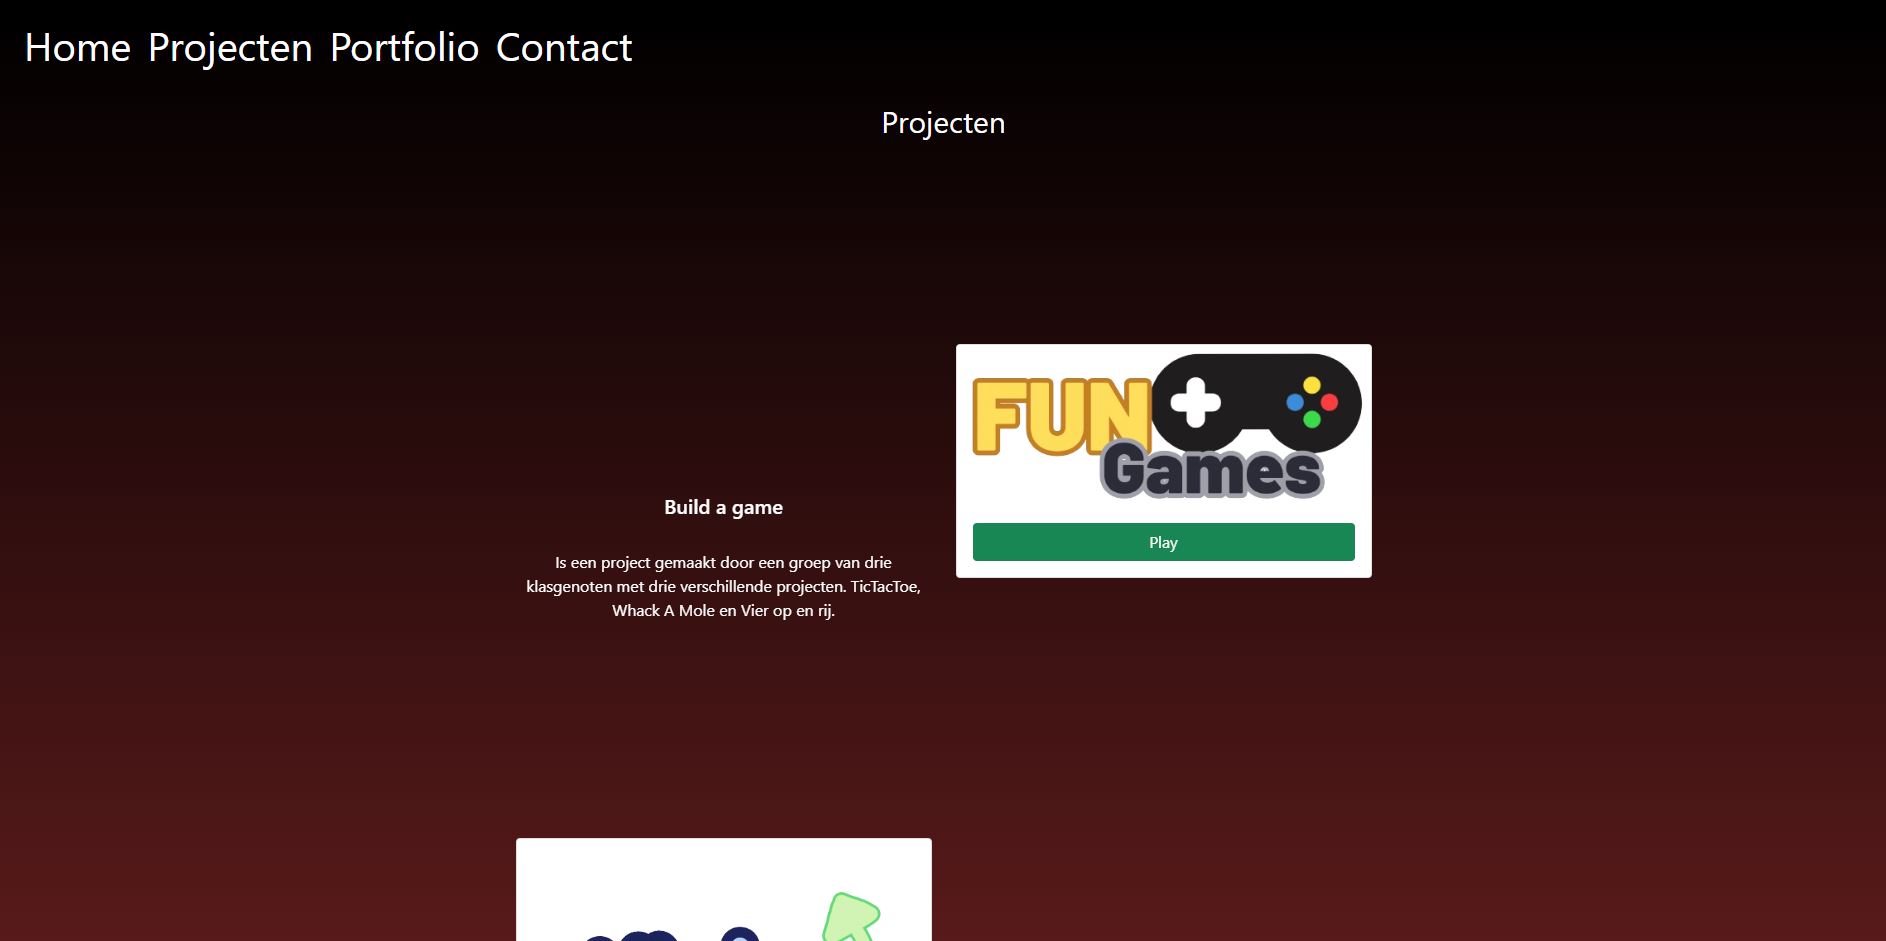 Home Projecten Portfolio Contact
Projecten
FUN
Games
Play
Build a game
Is een project gemaakt door een groep van drie
klasgenoten met drie verschillende projecten. TicTacToe,
Whack A Mole en Vier op en rij.